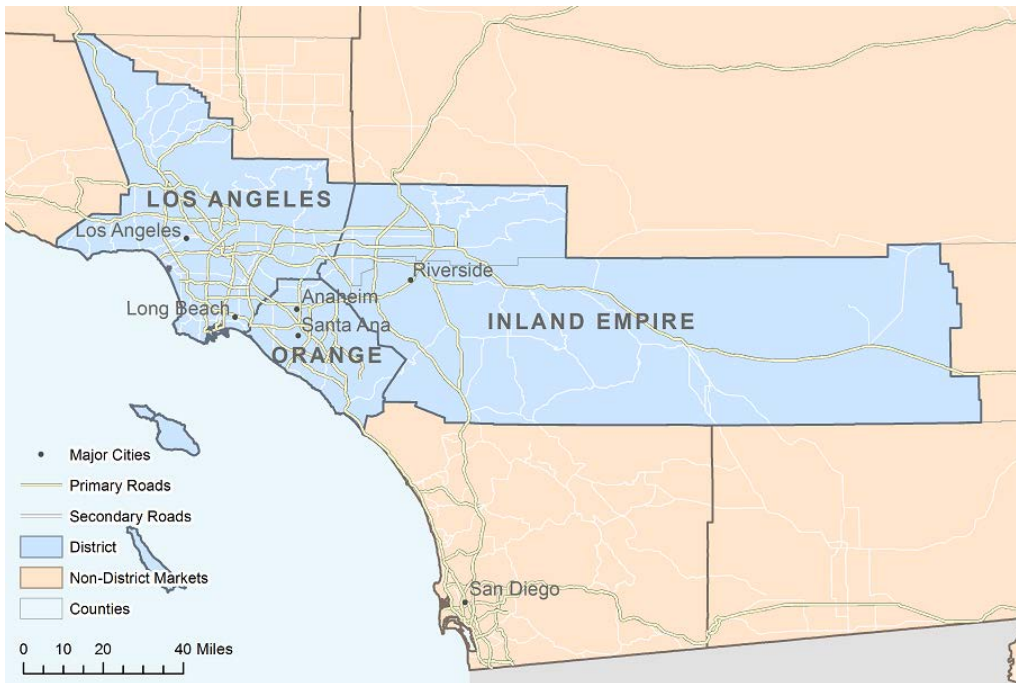 LOS ANGELES
Los Angeles
Riverside
Anaheim
Long Beach
Santa Ana
INLAND EMPIRE
ORANGE
Major Cities
Primary Roads
Secondary Roads
District
Non-District Markets
Counties
San Diego
0 10 20 40 Miles